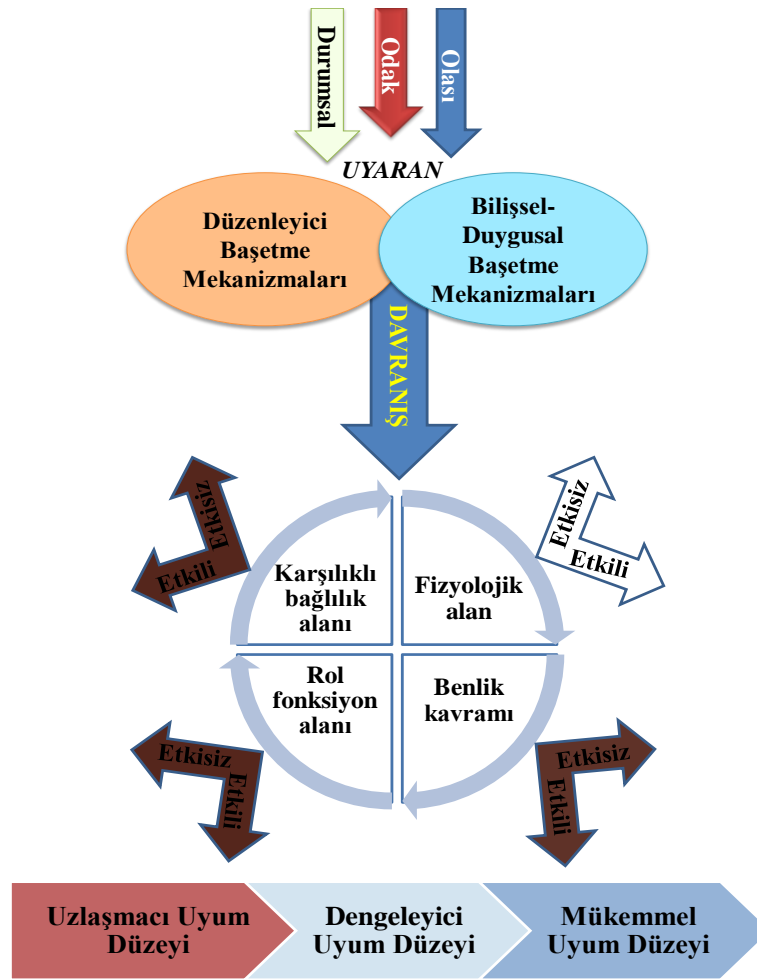 Durumsal
Odak
Olası
UYARAN
Düzenleyici
Başetme
Mekanizmaları
Bilişsel-
Duygusal
Başetme
Mekanizmaları
DAVRANIŞ
Etkisiz
Etkili
Etkisiz
Etkili
Karşılıklı
bağlılık
alanı
Fizyolojik
alan
Rol
fonksiyon
alanı
Benlik
kavramı
Etkisiz
Etkili
Etkisiz
Etkili
Uzlaşmacı Uyum
Düzeyi
Dengeleyici
Uyum Düzeyi
Mükemmel
Uyum Düzeyi